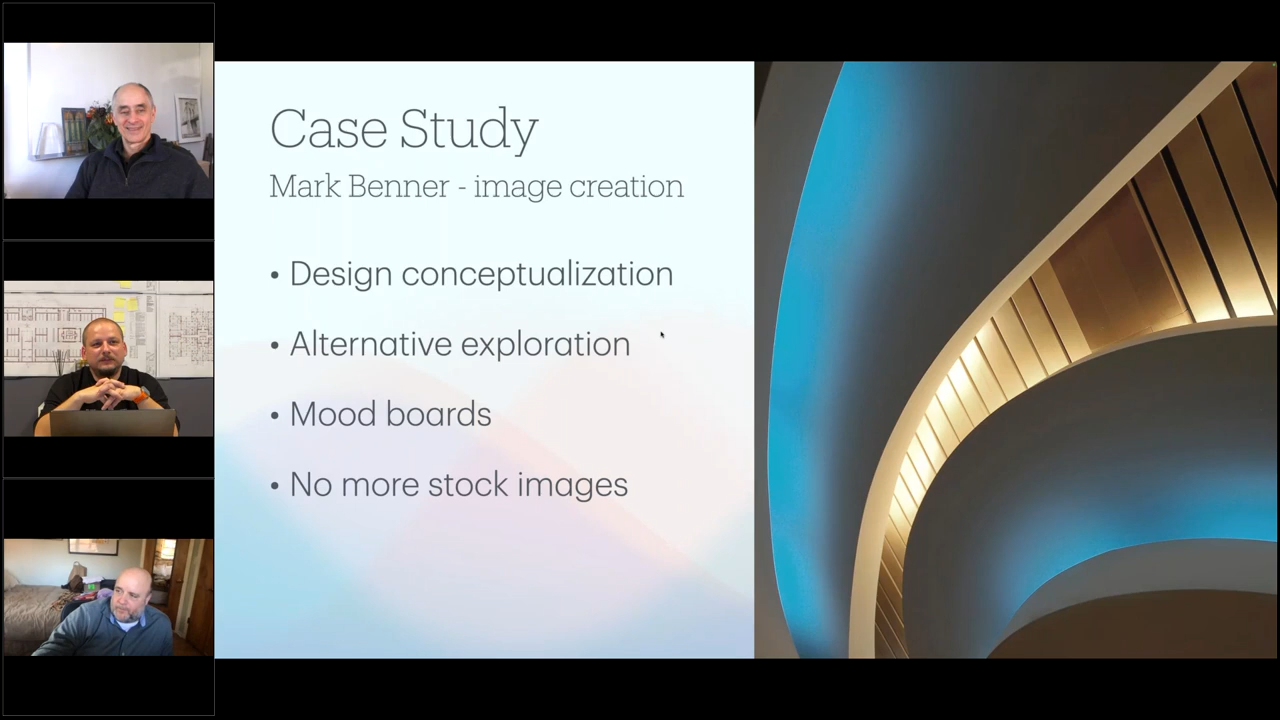 Case Study
Mark Benner - image creation
• Design conceptualization
• Alternative exploration
• Mood boards
• No more stock images